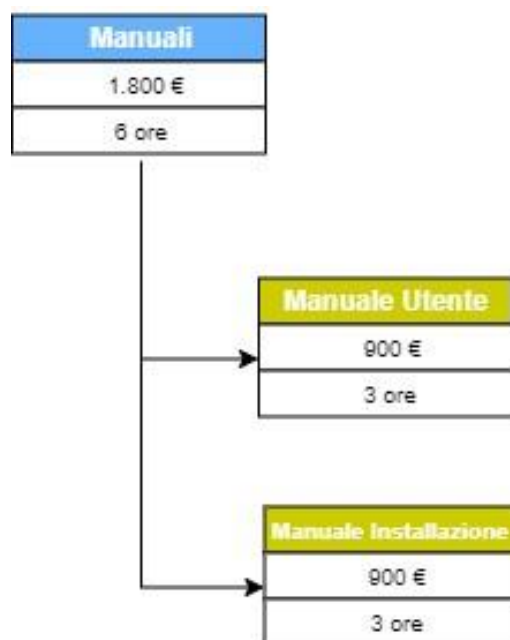 Manuali
1.800 €
6 ore
Manuale Utente
900 €
3 ore
Manuale Installazione
900 €
3 ore